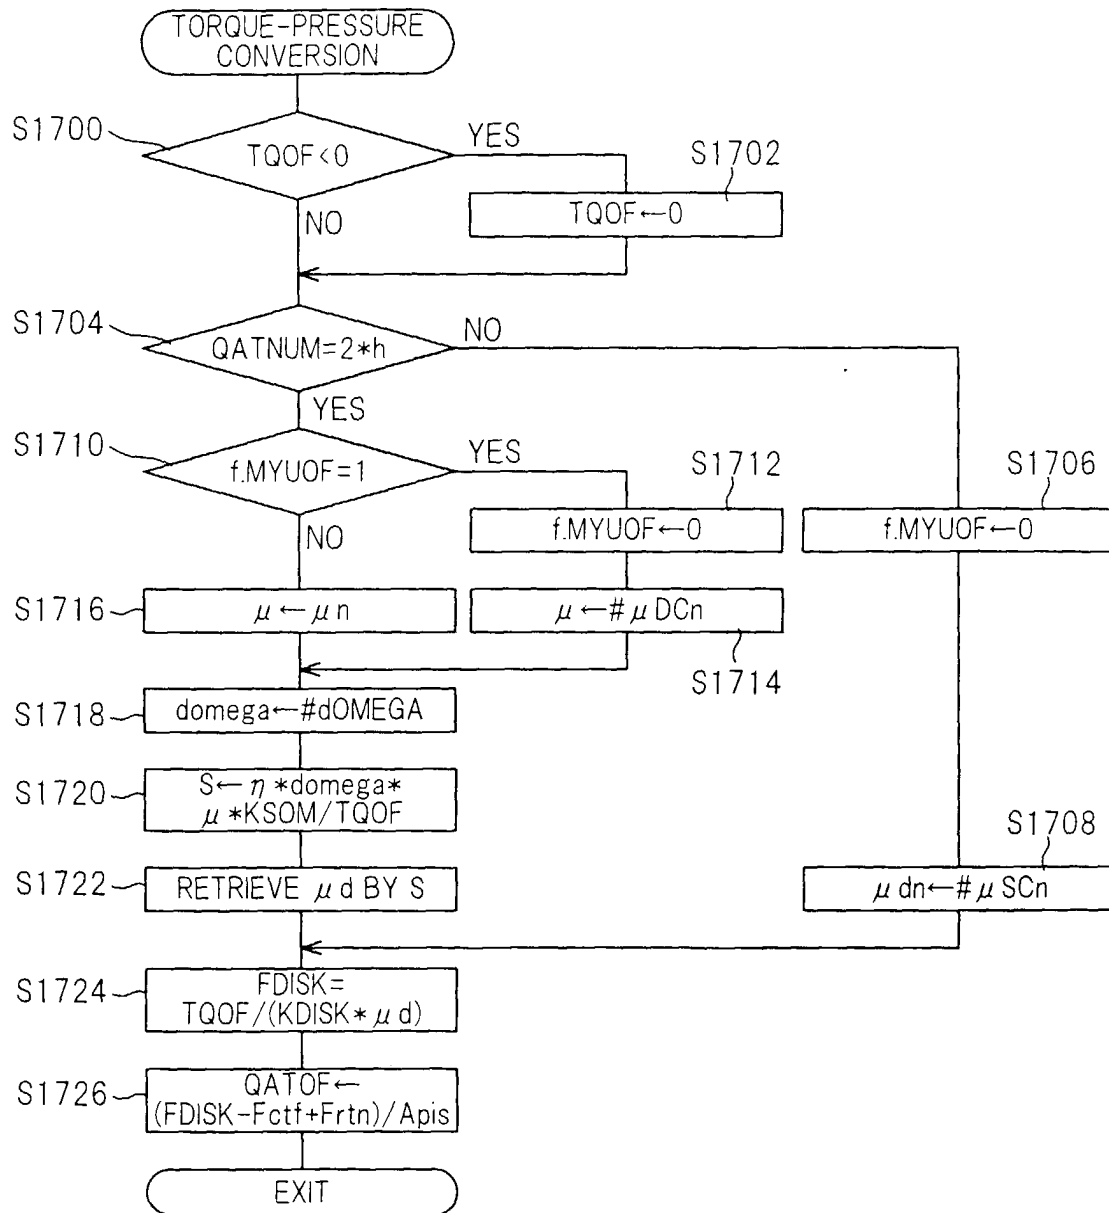 TORQUE-PRESSURE
CONVERSION
S1700
TQOF<0
YES
S1702
TQOF←0
NO
S1704
QATNUM=2*h
NO
YES
S1710
f.MYUOF=1
YES
S1712
S1706
f.MYUOF←0
f.MYUOF←0
NO
S1716
μ←μn
μ←#μDCn
S1714
S1718
domega←#dOMEGA
S1720
S←η*domega*
μ*KSOM/TQOF
S1708
S1722
RETRIEVE μd BY S
μdn←#μSCn
S1724
FDISK=
TQOF/(KDISK*μd)
S1726
QATOF←
(FDISK-Fctf+Frtn)/Apis
EXIT